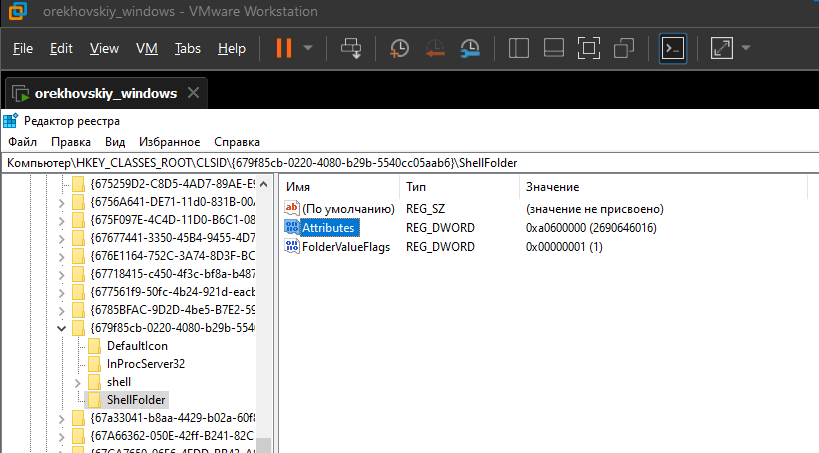 orekhovskiy_windows - VMware Workstation
File Edit View VM Tabs Help
orekhovskiy_windows
Редактор реестра
Файл Правка Вид Избранное Справка
Компьютер\HKEY_CLASSES_ROOT\CLSID\{679f85cb-0220-4080-b29b-5540cc05aab6}\ShellFolder
Имя Тип Значение
(По умолчанию) REG_SZ (значение не присвоено)
Attributes REG_DWORD 0xa0600000 (2690646016)
FolderValueFlags REG_DWORD 0x00000001 (1)
{675259D2-C8D5-4AD7-89AE-E9
{6756A641-DE71-11d0-831B-00A
{675F097E-4C4D-11D0-B6C1-08
{67677441-3350-45B4-9455-4D7
{676E1164-752C-3A74-8D3F-BC
{67718415-c450-4f3c-bf8a-b487
{677561f9-50fc-4b24-921d-eacb
{6785BFAC-9D2D-4be5-B7E2-59
{679f85cb-0220-4080-b29b-554
DefaultIcon
InProcServer32
shell
ShellFolder
{67a33041-b8aa-4429-b02a-60f8
{67A66362-050E-42ff-B241-82C